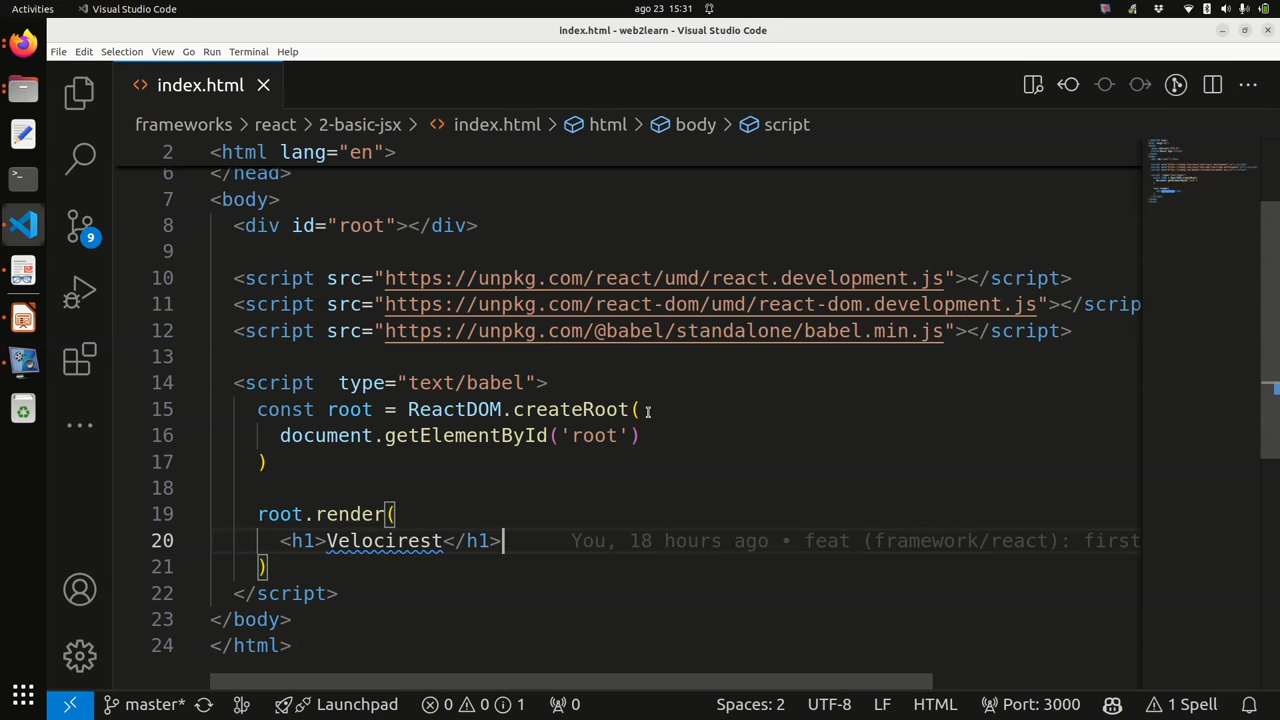 Activities
Visual Studio Code
ago 23 15:31
index.html - web2learn - Visual Studio Code
File Edit Selection View Go Run Terminal Help
index.html
frameworks react 2-basic-jsx index.html html body script
2 <html lang="en">
6 </head>
7 <body>
8 <div id="root"></div>
9
10 <script src="https://unpkg.com/react/umd/react.development.js"></script>
11 <script src="https://unpkg.com/react-dom/umd/react-dom.development.js"></scrip
12 <script src="https://unpkg.com/@babel/standalone/babel.min.js"></script>
13
14 <script  type="text/babel">
15 const root = ReactDOM.createRoot(
16 document.getElementById('root')
17 )
18
19 root.render(
20 <h1>Velocirest</h1> You, 18 hours ago • feat (framework/react): first
21 )
22 </script>
23 </body>
24 </html>
9
master* Launchpad 0 0 1 0 Spaces: 2 UTF-8 LF HTML Port: 3000 1 Spell